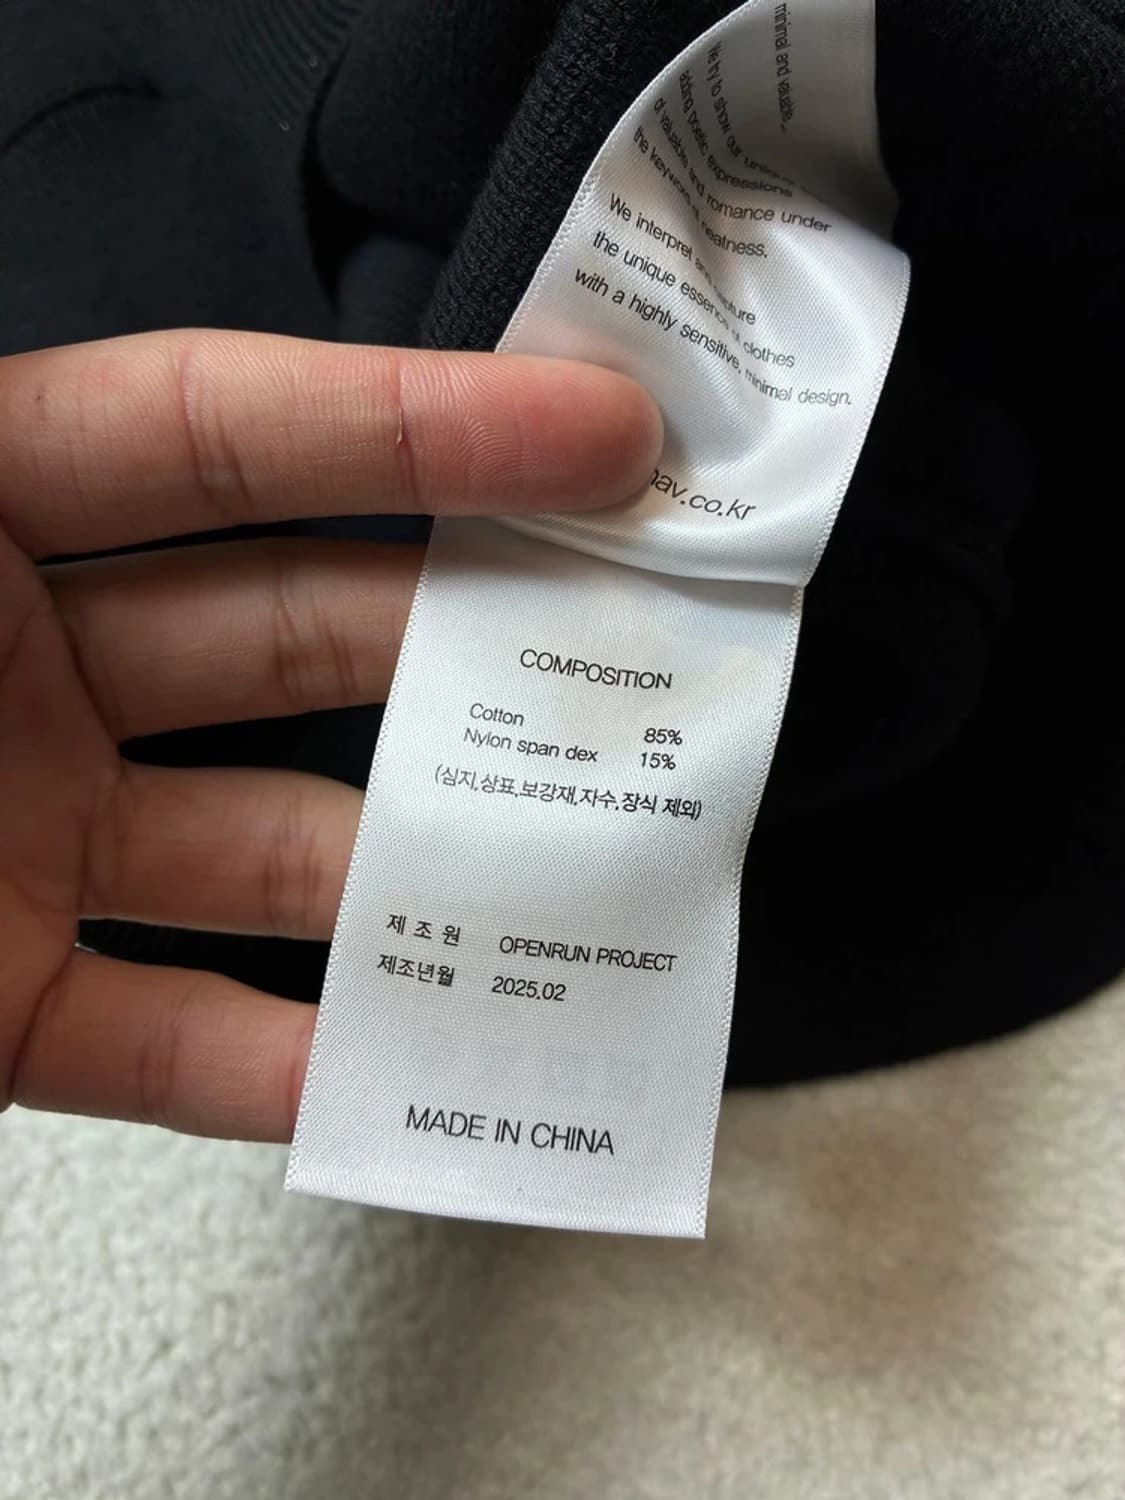 minimal and valuable..
We try to show our unique
adding poetic expressions
of valuable and romance under
the keyword neatness.
We interpret and
the unique essence of clothes
with a highly sensitive, minimal design.
nav.co.kr
COMPOSITION
Cotton 85%
Nylon span dex 15%
(심지,상표,보강재,자수,장식 제외)
제 조 원 OPENRUN PROJECT
제조년월 2025.02
MADE IN CHINA